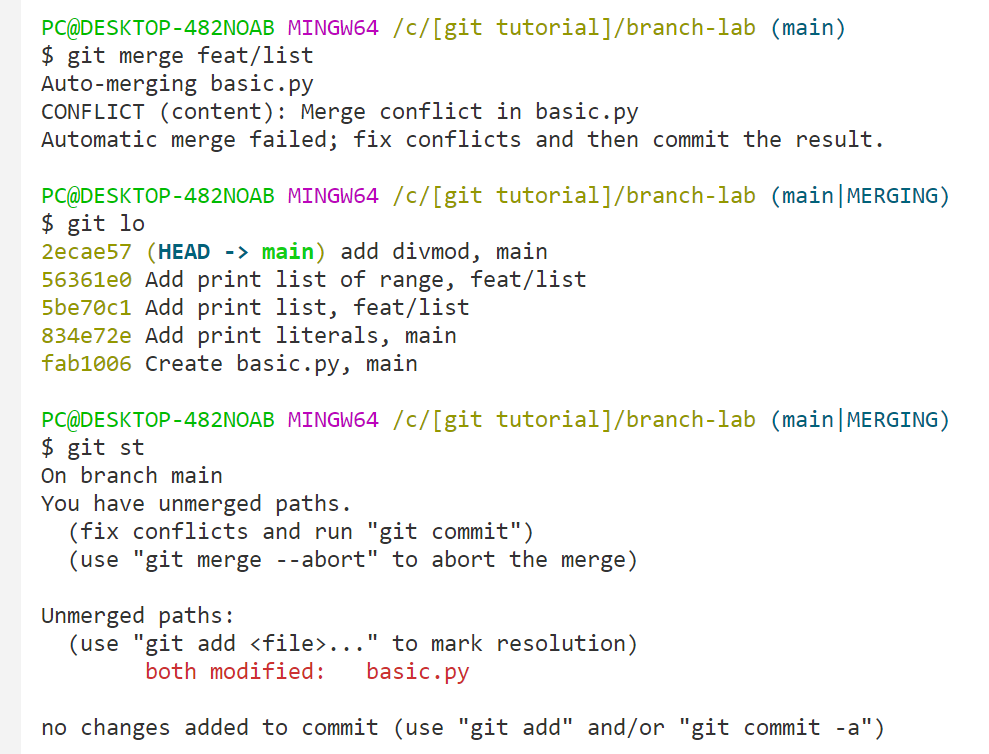 PC@DESKTOP-482NOAB MINGW64 /c/[git tutorial]/branch-lab (main)
$ git merge feat/list
Auto-merging basic.py
CONFLICT (content): Merge conflict in basic.py
Automatic merge failed; fix conflicts and then commit the result.
PC@DESKTOP-482NOAB MINGW64 /c/[git tutorial]/branch-lab (main|MERGING)
$ git lo
2ecae57 (HEAD -> main) add divmod, main
56361e0 Add print list of range, feat/list
5be70c1 Add print list, feat/list
834e72e Add print literals, main
fab1006 Create basic.py, main
PC@DESKTOP-482NOAB MINGW64 /c/[git tutorial]/branch-lab (main|MERGING)
$ git st
On branch main
You have unmerged paths.
  (fix conflicts and run "git commit")
  (use "git merge --abort" to abort the merge)
Unmerged paths:
  (use "git add <file>..." to mark resolution)
        both modified:   basic.py
no changes added to commit (use "git add" and/or "git commit -a")